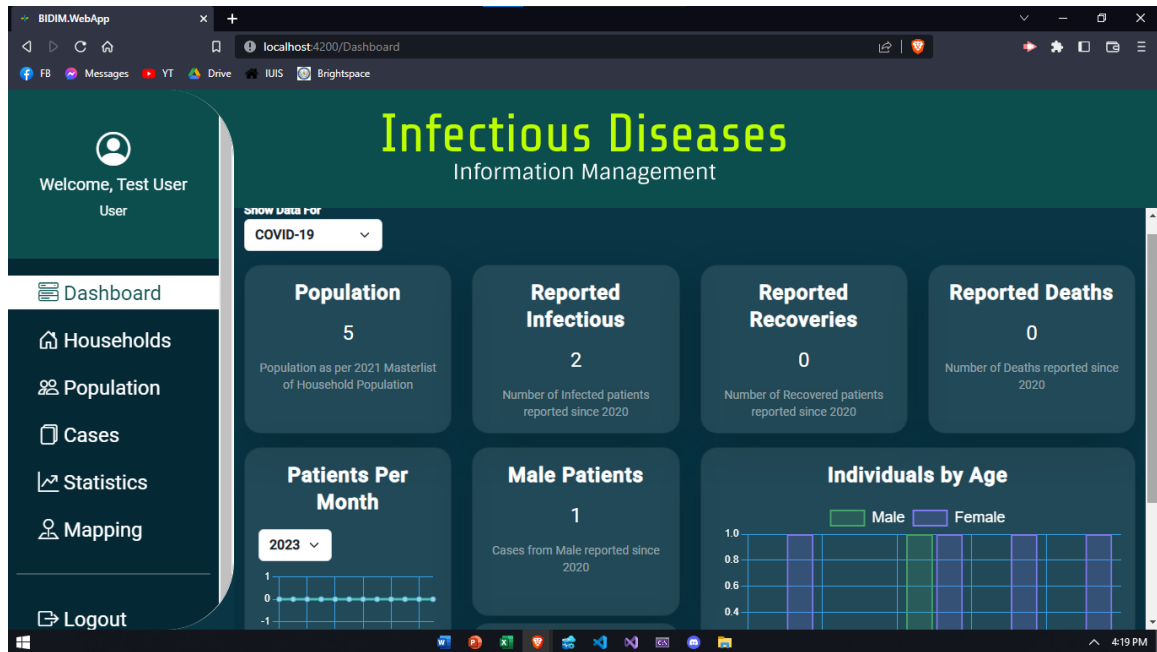 BIDIM.WebApp
localhost:4200/Dashboard
FB Messages YT Drive IUIS Brightspace
Infectious Diseases
Information Management
Welcome, Test User
User
Dashboard
Households
Population
Cases
Statistics
Mapping
Logout
Show Data For
COVID-19
Population
5
Population as per 2021 Masterlist
of Household Population
Reported
Infectious
2
Number of Infected patients
reported since 2020
Reported
Recoveries
0
Number of Recovered patients
reported since 2020
Reported Deaths
0
Number of Deaths reported since
2020
Patients Per
Month
2023
1
0
-1
Male Patients
1
Cases from Male reported since
2020
Individuals by Age
Male Female
1.0
0.8
0.6
0.4
4:19 PM